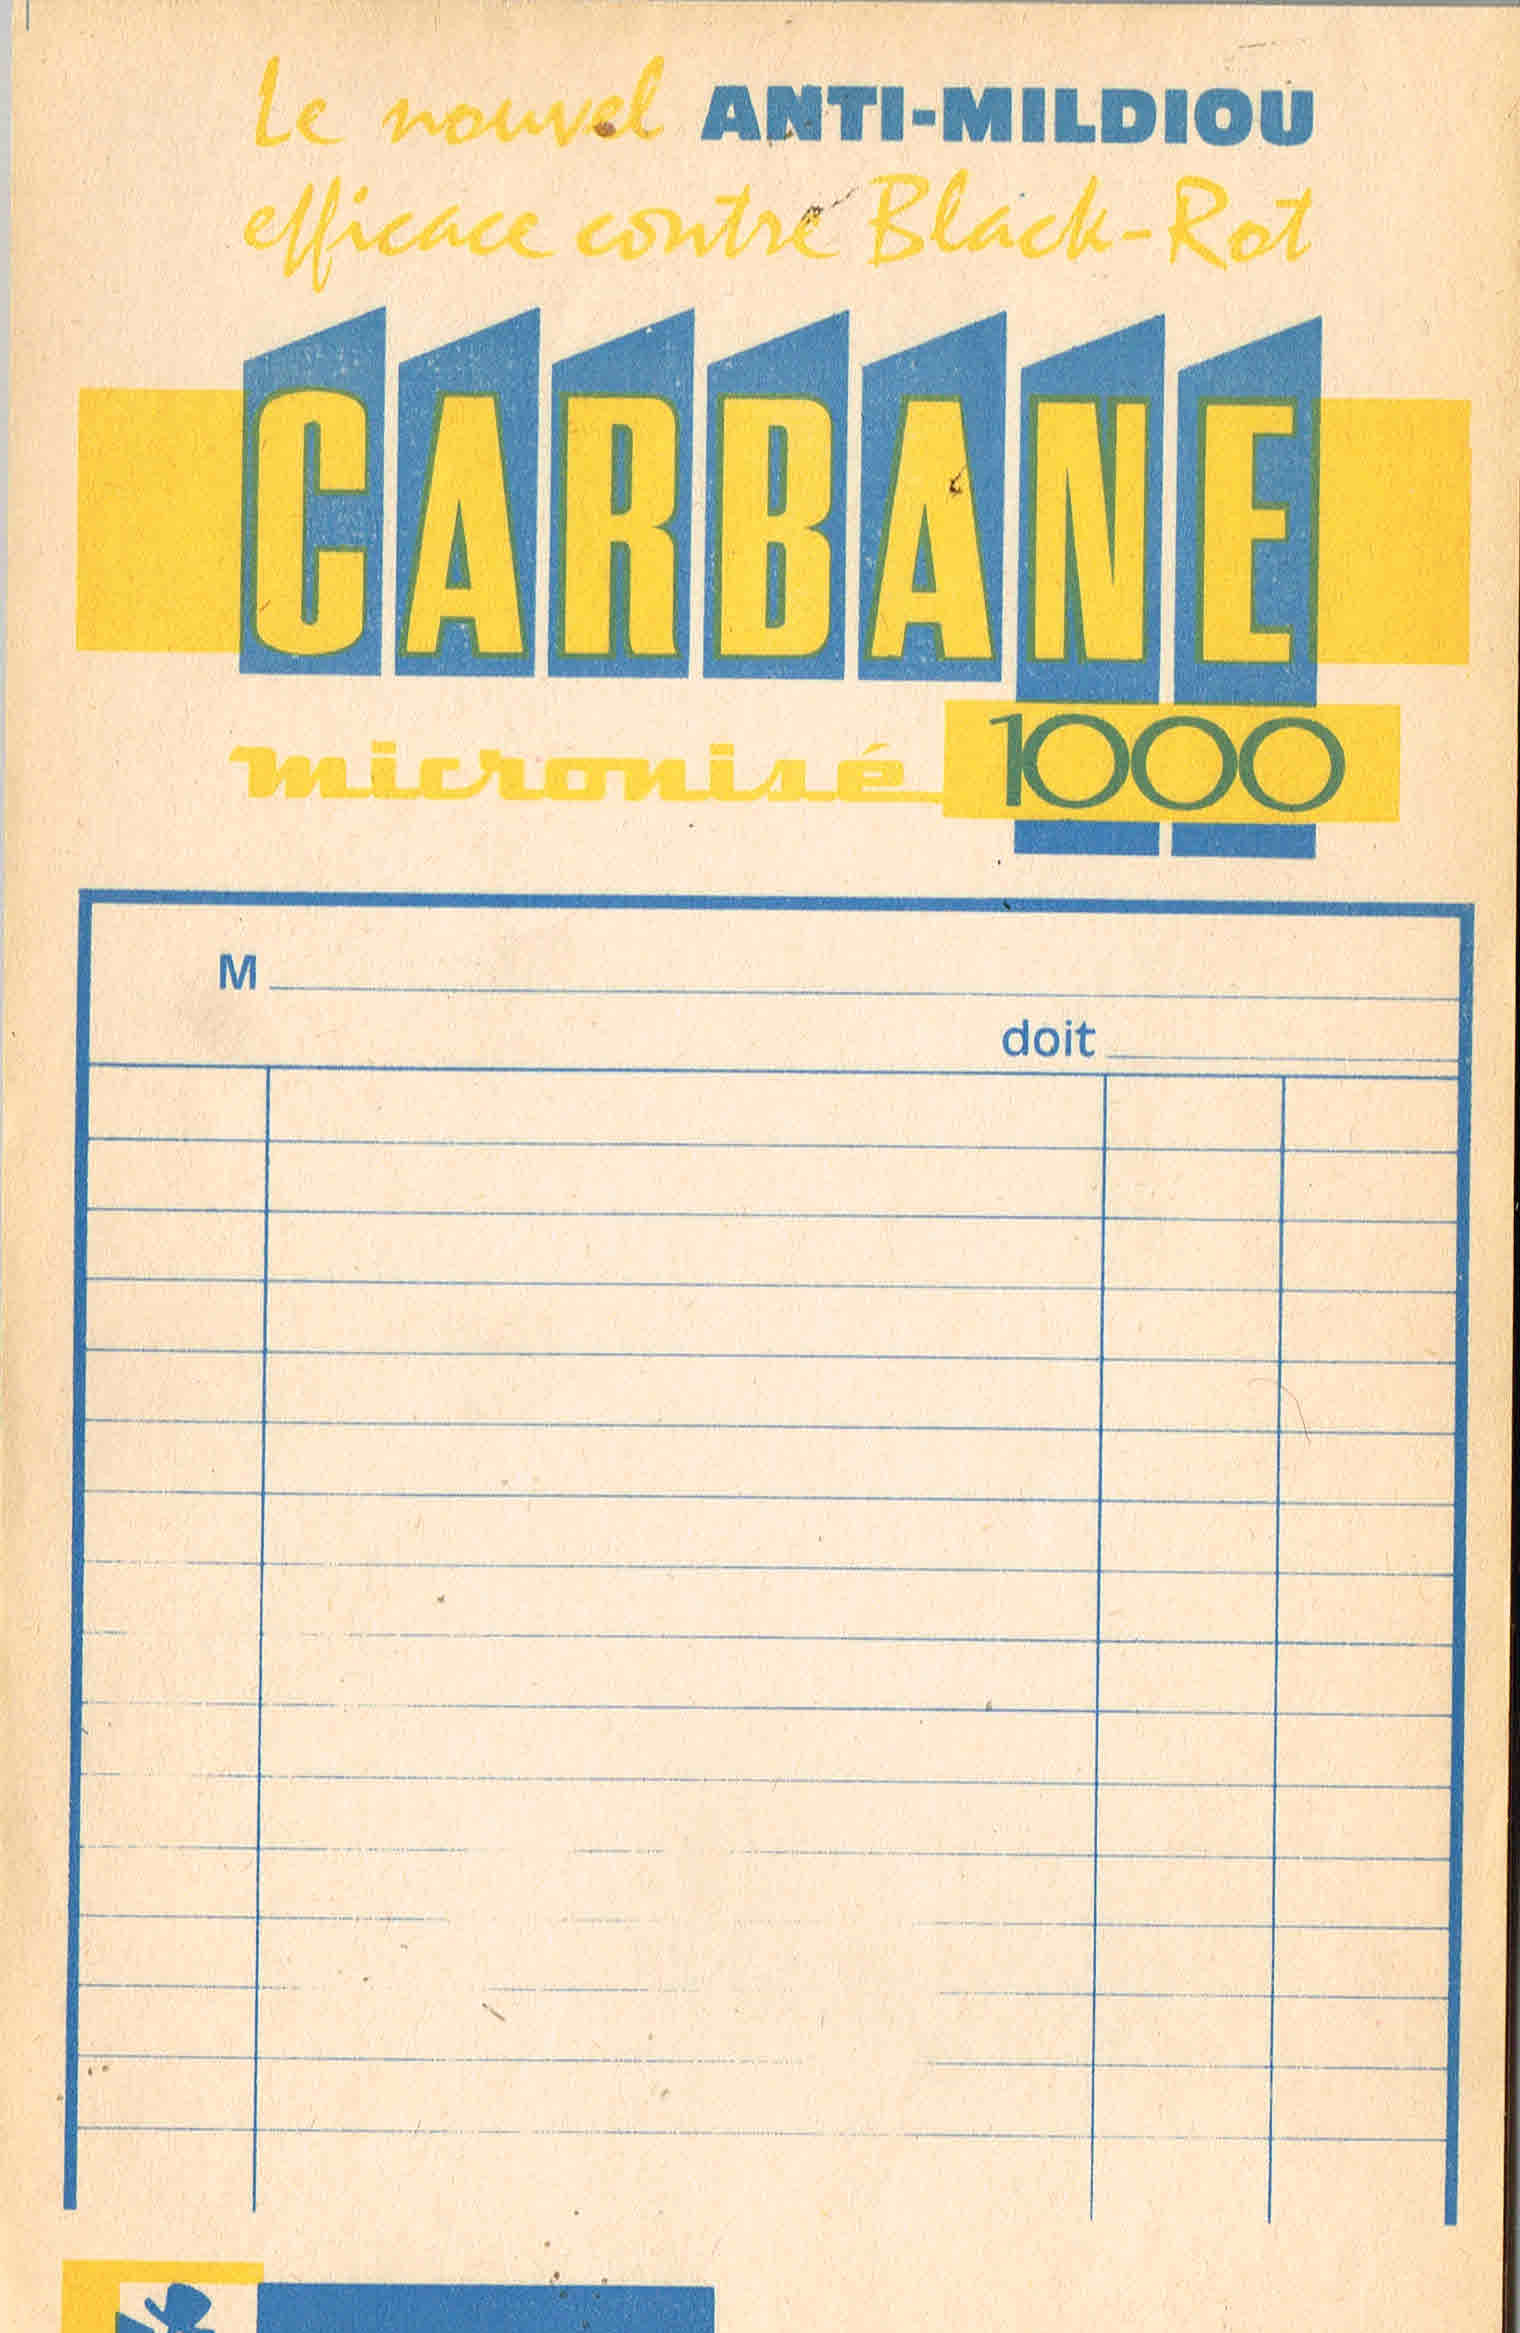 Le nouvel ANTI-MILDIOU
efficace contre Black-Rot
CARBANE
micronisé 1000
M
doit